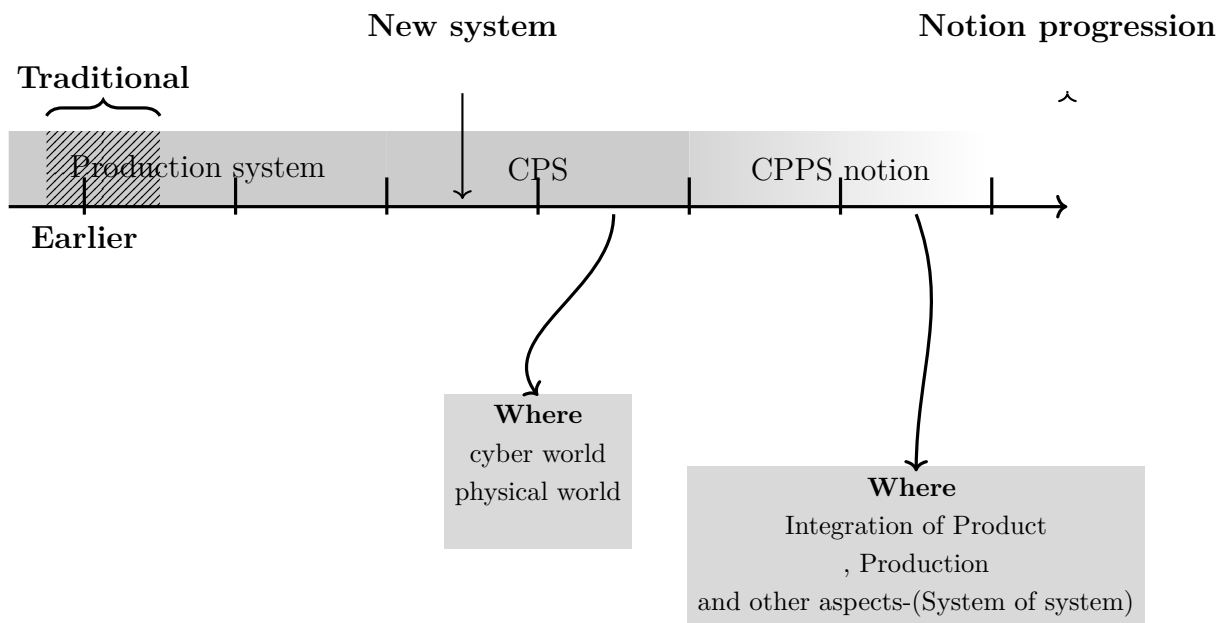 New system
Notion progression
Traditional
Production system
CPS
CPPS notion
Earlier
Where
cyber world
physical world
Where
Integration of Product
, Production
and other aspects-(System of system)